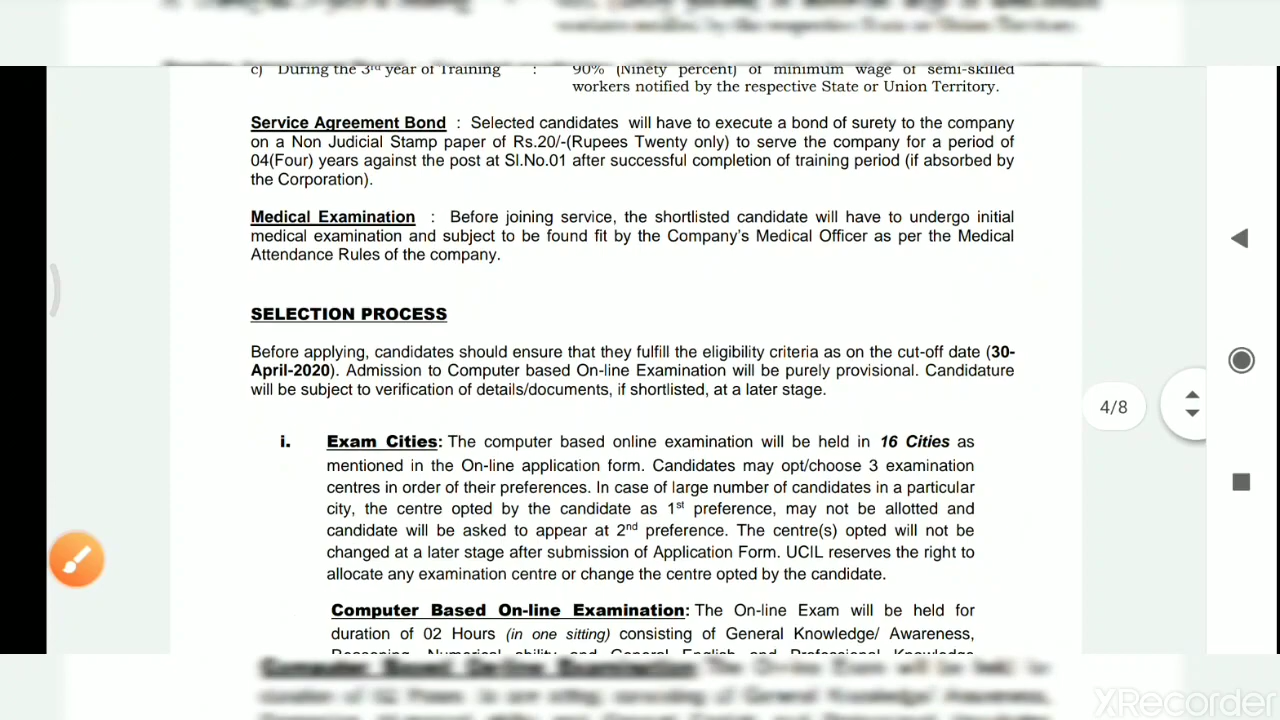 c) During the 3rd year of Training : 90% (Ninety percent) of minimum wage of semi-skilled
workers notified by the respective State or Union Territory.
Service Agreement Bond : Selected candidates will have to execute a bond of surety to the company
on a Non Judicial Stamp paper of Rs.20/-(Rupees Twenty only) to serve the company for a period of
04(Four) years against the post at Sl.No.01 after successful completion of training period (if absorbed by
the Corporation).
Medical Examination : Before joining service, the shortlisted candidate will have to undergo initial
medical examination and subject to be found fit by the Company's Medical Officer as per the Medical
Attendance Rules of the company.
SELECTION PROCESS
Before applying, candidates should ensure that they fulfill the eligibility criteria as on the cut-off date (30-
April-2020). Admission to Computer based On-line Examination will be purely provisional. Candidature
will be subject to verification of details/documents, if shortlisted, at a later stage.
4/8
i. Exam Cities: The computer based online examination will be held in 16 Cities as
mentioned in the On-line application form. Candidates may opt/choose 3 examination
centres in order of their preferences. In case of large number of candidates in a particular
city, the centre opted by the candidate as 1st preference, may not be allotted and
candidate will be asked to appear at 2nd preference. The centre(s) opted will not be
changed at a later stage after submission of Application Form. UCIL reserves the right to
allocate any examination centre or change the centre opted by the candidate.
Computer Based On-line Examination: The On-line Exam will be held for
duration of 02 Hours (in one sitting) consisting of General Knowledge/ Awareness,
Reasoning, Numerical ability and General English and Professional Knowledge
XRecorder